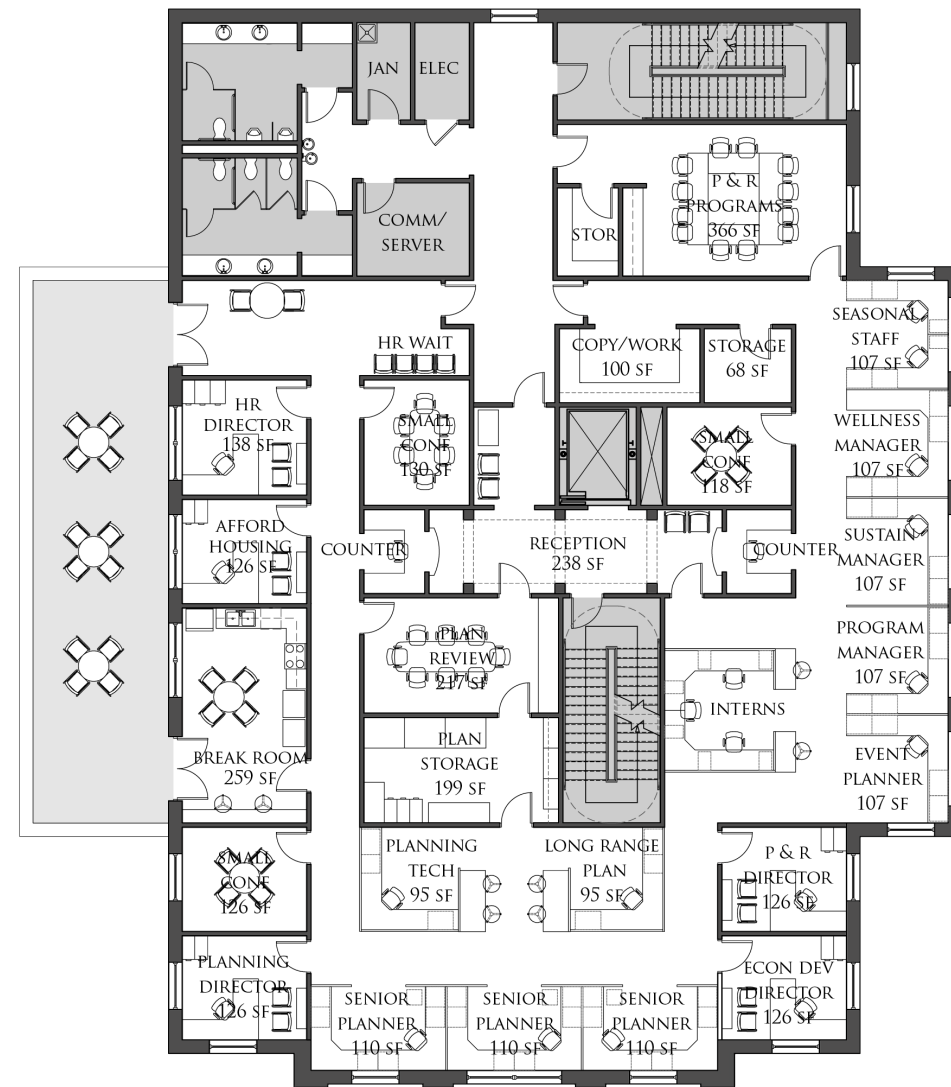 JAN
ELEC
P & R
PROGRAMS
366 SF
COMM/
SERVER
STOR
HR WAIT
COPY/WORK
100 SF
STORAGE
68 SF
SEASONAL
STAFF
107 SF
HR
DIRECTOR
138 SF
SMALL
CONF
130 SF
SMALL
CONF
118 SF
WELLNESS
MANAGER
107 SF
AFFORD
HOUSING
126 SF
COUNTER
RECEPTION
238 SF
COUNTER
SUSTAIN
MANAGER
107 SF
PLAN
REVIEW
217 SF
PROGRAM
MANAGER
107 SF
INTERNS
BREAK ROOM
259 SF
PLAN
STORAGE
199 SF
EVENT
PLANNER
107 SF
SMALL
CONF
126 SF
PLANNING
TECH
95 SF
LONG RANGE
PLAN
95 SF
P & R
DIRECTOR
126 SF
PLANNING
DIRECTOR
126 SF
SENIOR
PLANNER
110 SF
SENIOR
PLANNER
110 SF
SENIOR
PLANNER
110 SF
ECON DEV
DIRECTOR
126 SF